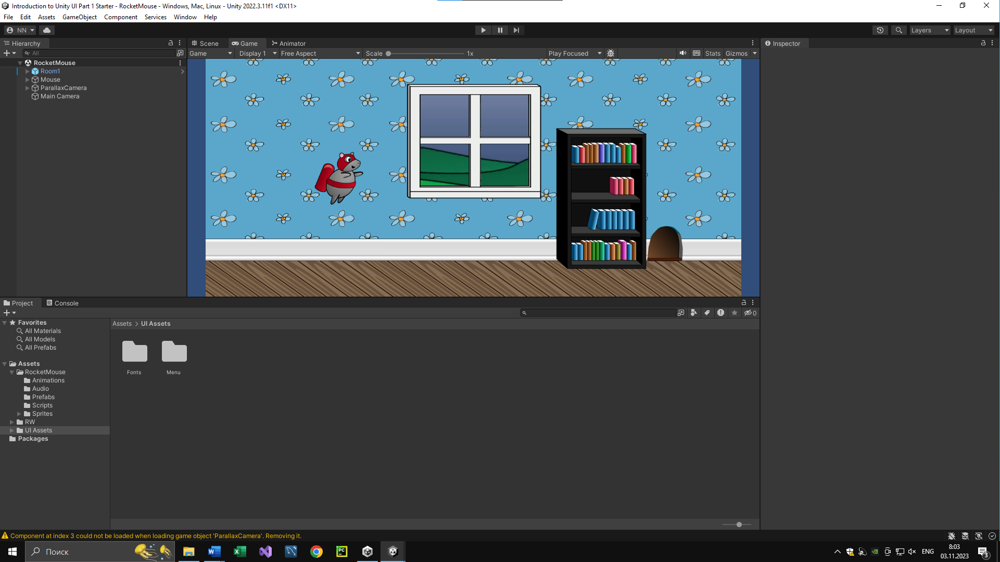 Introduction to Unity UI Part 1 Starter - RocketMouse - Windows, Mac, Linux - Unity 2022.3.11f1 <DX11>
File Edit Assets GameObject Component Services Window Help
NN Layers Layout
Hierarchy Scene Game Animator Inspector
All Game Display 1 Free Aspect Scale 1x Play Focused Stats Gizmos
RocketMouse
Room1
Mouse
ParallaxCamera
Main Camera
Project Console
0
Favorites
All Materials
All Models
All Prefabs
Assets
RocketMouse
Animations
Audio
Prefabs
Scripts
Sprites
RW
UI Assets
Packages
Assets > UI Assets
Fonts Menu
Component at index 3 could not be loaded when loading game object 'ParallaxCamera'. Removing it.
Поиск
PC
ENG
8:03
03.11.2023
3